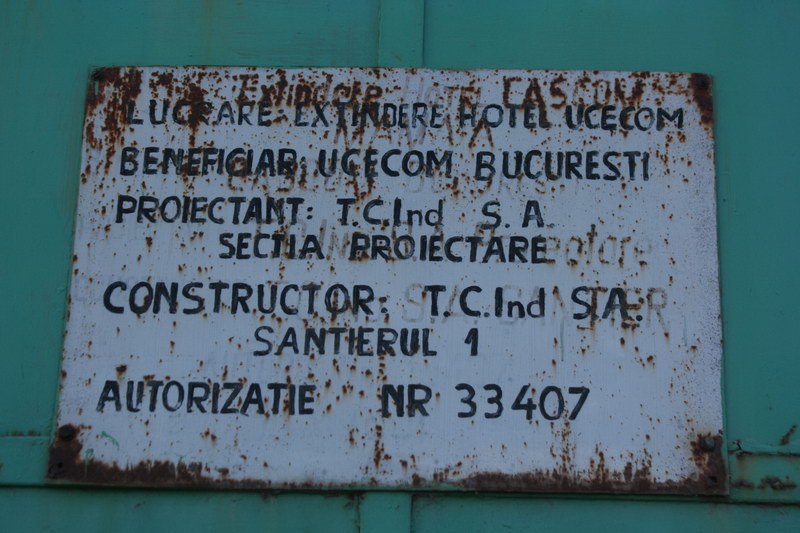 LUCRARE: EXTINDERE HOTEL UCECOM
BENEFICIAR: UCECOM BUCURESTI
PROIECTANT: T.C.Ind S.A.
SECTIA PROIECTARE
CONSTRUCTOR: T.C.Ind S.A.
SANTIERUL 1
AUTORIZATIE NR 33407